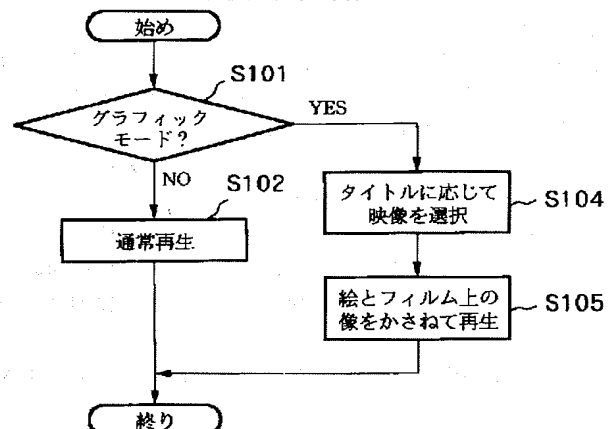 始め
S101
グラフィック
モード?
YES
NO
S102
通常再生
タイトルに応じて
映像を選択
S104
絵とフィルム上の
像をかさねて再生
S105
終り